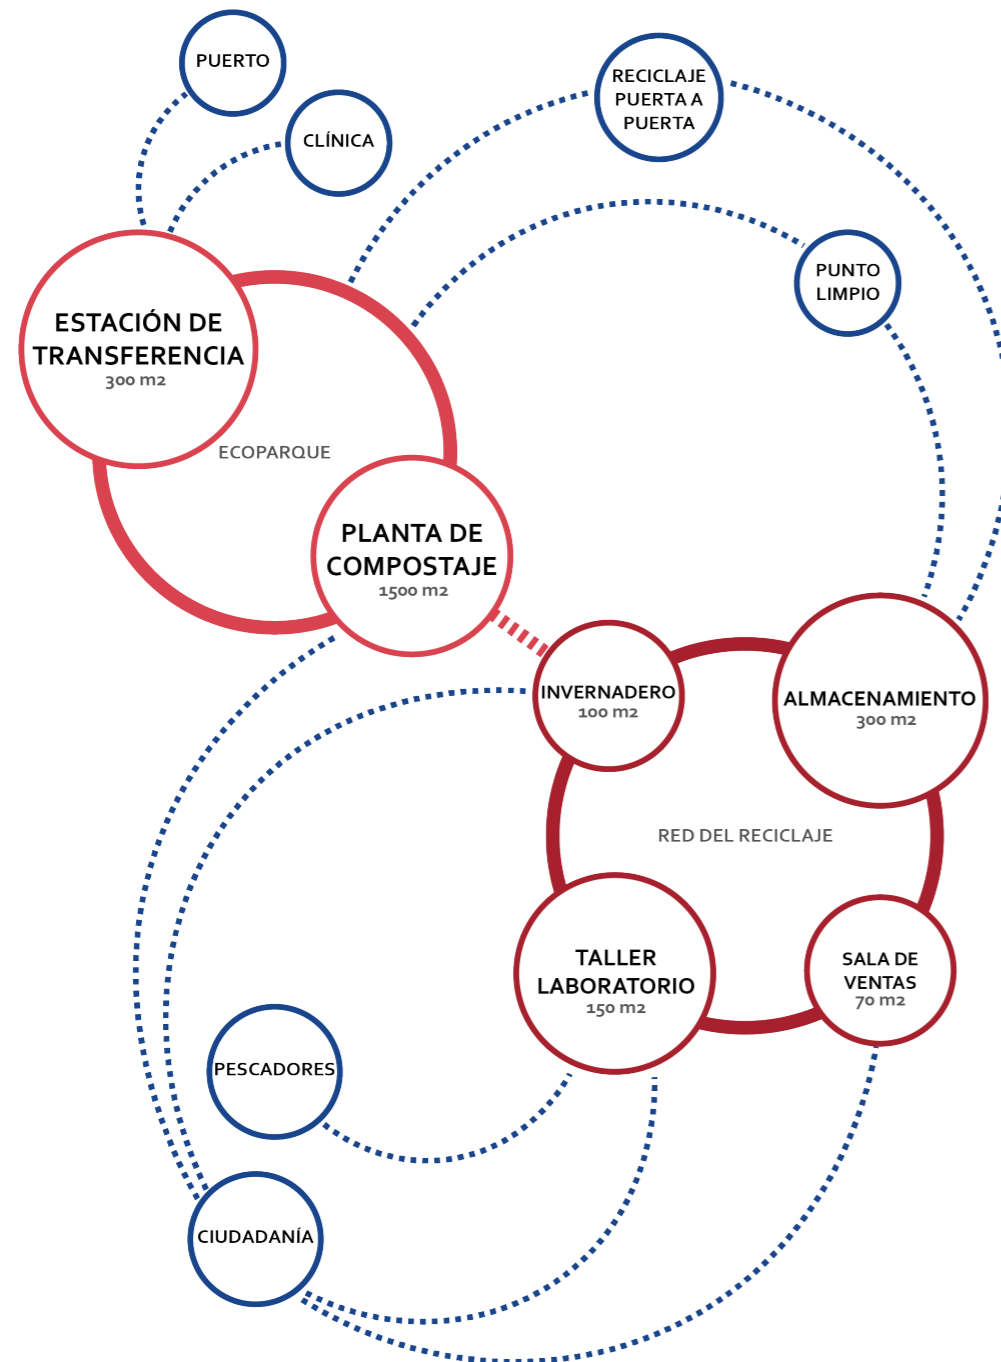 PUERTO
CLÍNICA
RECICLAJE
PUERTA A
PUERTA
PUNTO
LIMPIO
ESTACIÓN DE
TRANSFERENCIA
300 m2
ECOPARQUE
PLANTA DE
COMPOSTAJE
1500 m2
INVERNADERO
100 m2
ALMACENAMIENTO
300 m2
RED DEL RECICLAJE
TALLER
LABORATORIO
150 m2
SALA DE
VENTAS
70 m2
PESCADORES
CIUDADANÍA